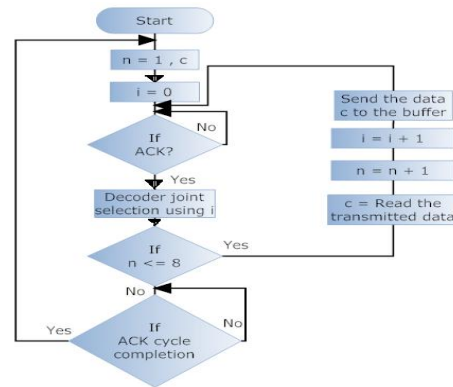 Start
n = 1 , c
i = 0
If
ACK?
No
Yes
Decoder joint
selection using i
If
n <= 8
Yes
No
If
ACK cycle
completion
No
Yes
Send the data
c to the buffer
i = i + 1
n = n + 1
c = Read the
transmitted data